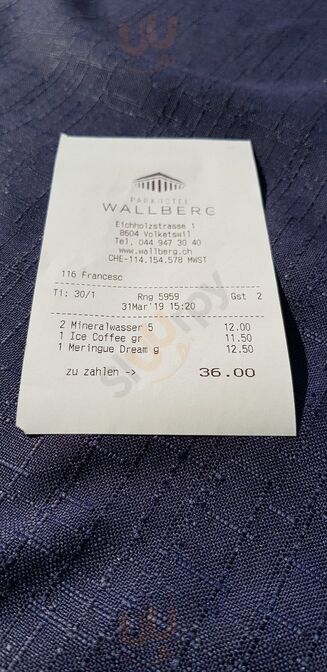 PARKHOTEL
WALLBERG
Eichholzstrasse 1
8604 Volketswil
Tel. 044 947 30 40
www.wallberg.ch
CHE-114.154.578 MWST
116 Francesc
Ti: 30/1 Rng 5959 Gst 2
31Mar'19 15:20
2 Mineralwasser 5 12.00
1 Ice Coffee gr 11.50
1 Meringue Dream g 12.50
zu zahlen -> 36.00
sluurpy